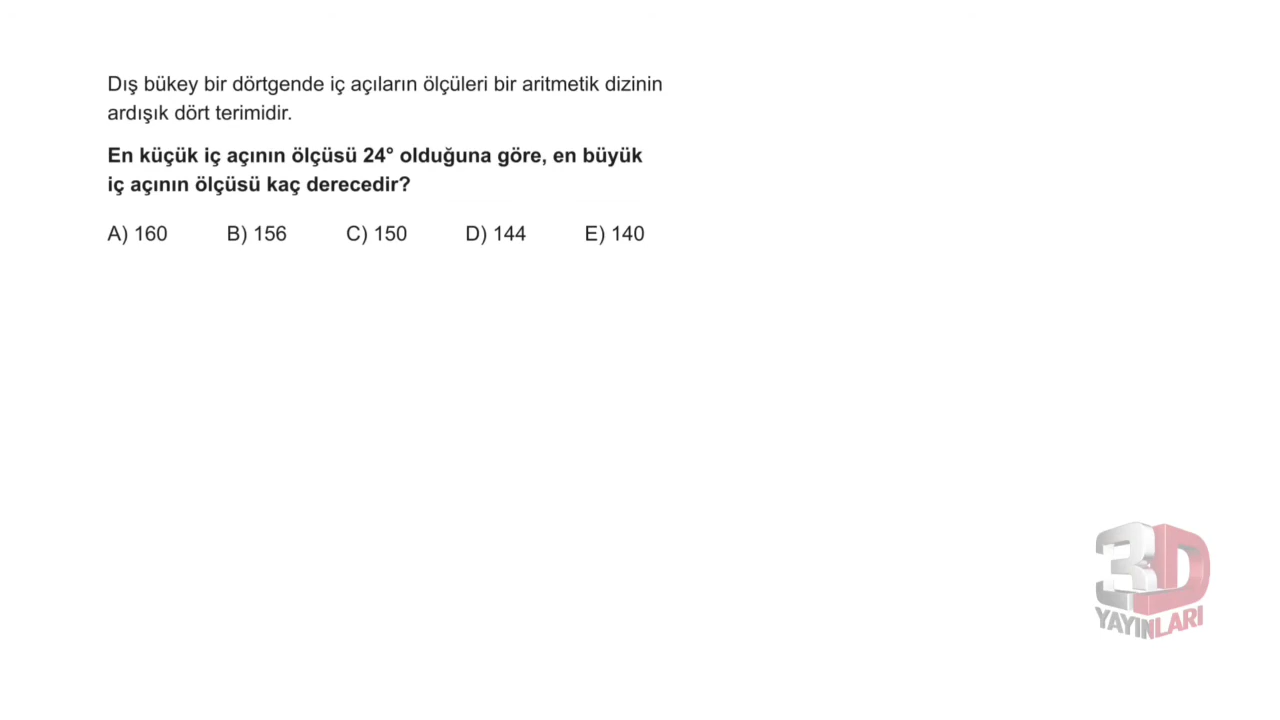 Dış bükey bir dörtgende iç açıların ölçüleri bir aritmetik dizinin
ardışık dört terimidir.
En küçük iç açının ölçüsü 24° olduğuna göre, en büyük
iç açının ölçüsü kaç derecedir?
A) 160 B) 156 C) 150 D) 144 E) 140
3D
YAYINLARI